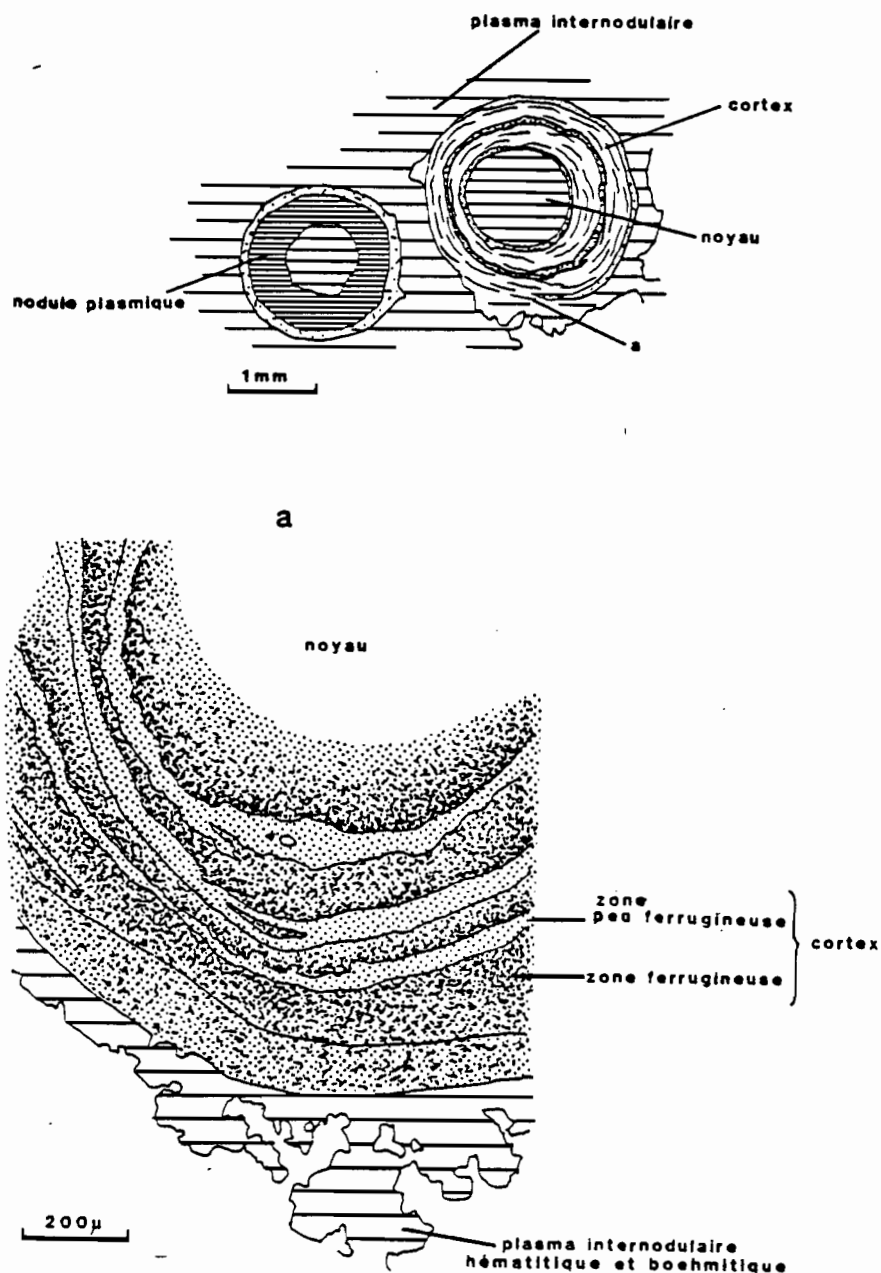 plasma internodulaire
cortex
noyau
nodule plasmique
a
1mm
a
noyau
zone
peu ferrugineuse
cortex
zone ferrugineuse
200µ
plasma internodulaire
hématitique et boehmitique